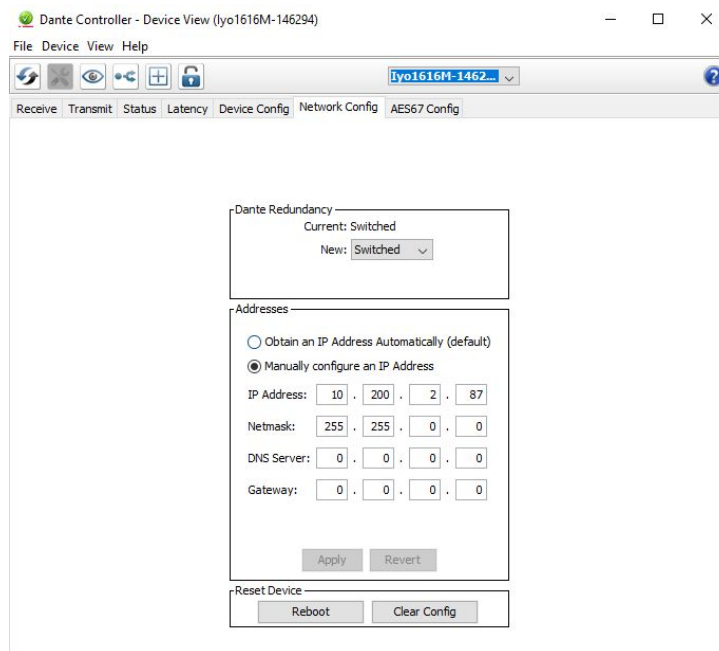 Dante Controller - Device View (Iyo1616M-146294)
File Device View Help
Iyo1616M-1462...
Receive Transmit Status Latency Device Config Network Config AES67 Config
Dante Redundancy
Current: Switched
New: Switched
Addresses
Obtain an IP Address Automatically (default)
Manually configure an IP Address
IP Address: 10 . 200 . 2 . 87
Netmask: 255 . 255 . 0 . 0
DNS Server: 0 . 0 . 0 . 0
Gateway: 0 . 0 . 0 . 0
Apply Revert
Reset Device
Reboot Clear Config